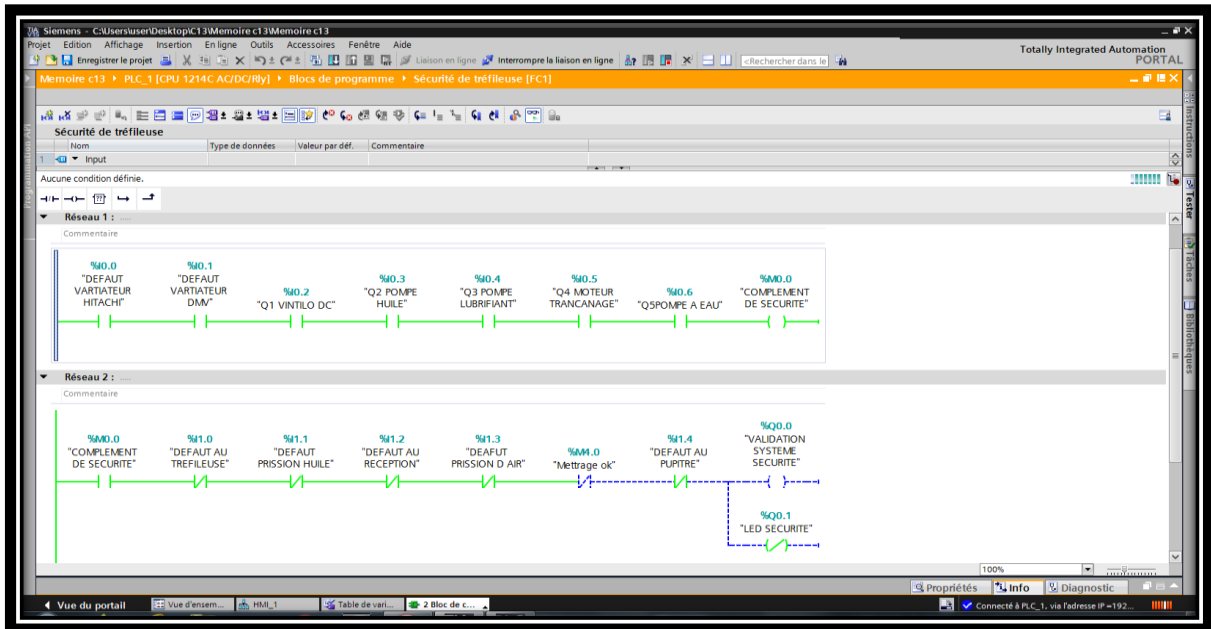 Siemens - C:\Users\user\Desktop\C13\Memoire c13\Memoire c13
Projet Edition Affichage Insertion En ligne Outils Accessoires Fenêtre Aide
Totally Integrated Automation
PORTAL
Enregistrer le projet Liaison en ligne Interrompre la liaison en ligne <Rechercher dans le
Memoire c13 PLC_1 [CPU 1214C AC/DC/Rly] Blocs de programme Sécurité de tréfileuse [FC1]
Sécurité de tréfileuse
Nom Type de données Valeur par déf. Commentaire
1 Input
Aucune condition définie.
Réseau 1 : .....
Commentaire
%I0.0 %I0.1 %I0.2 %I0.3 %I0.4 %I0.5 %I0.6 %M0.0
"DEFAUT "DEFAUT "Q1 VINTILO DC" "Q2 POMPE "Q3 POMPE "Q4 MOTEUR "Q5POMPE A EAU" "COMPLEMENT
VARTIATEUR VARTIATEUR HUILE" LUBRIFIANT" TRANCANAGE" DE SECURITE"
HITACHI" DMV"
Réseau 2 : .....
Commentaire
%M0.0 %I1.0 %I1.1 %I1.2 %I1.3 %M4.0 %I1.4 %Q0.0
"COMPLEMENT "DEFAUT AU "DEFAUT "DEFAUT AU "DEAFUT "Mettrage ok" "DEFAUT AU "VALIDATION
DE SECURITE" TREFILEUSE" PRISSION HUILE" RECEPTION" PRISSION D AIR" PUPITRE" SYSTEME
SECURITE"
%Q0.1
"LED SECURITE"
100%
Propriétés Info Diagnostic
Vue du portail Vue d'ensem... HMI_1 Table de vari... 2 Bloc de c... Connecté à PLC_1, via l'adresse IP =192...
Programmation API
Instructions
Tester
Tâches
Bibliothèques